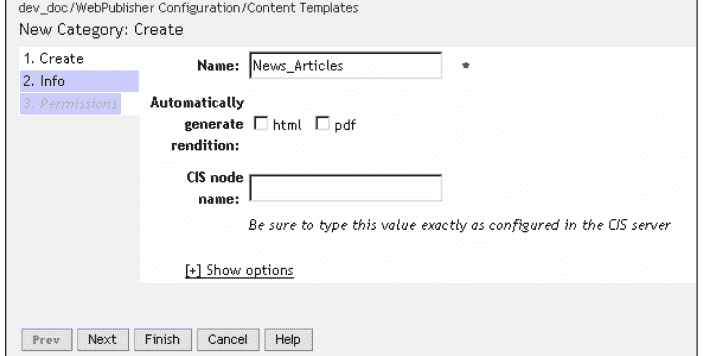 dev_doc/WebPublisher Configuration/Content Templates
New Category: Create
1. Create
2. Info
3. Permissions
Name: News_Articles *
Automatically
generate html pdf
rendition:
CIS node
name:
Be sure to type this value exactly as configured in the CIS server
[+] Show options
Prev Next Finish Cancel Help